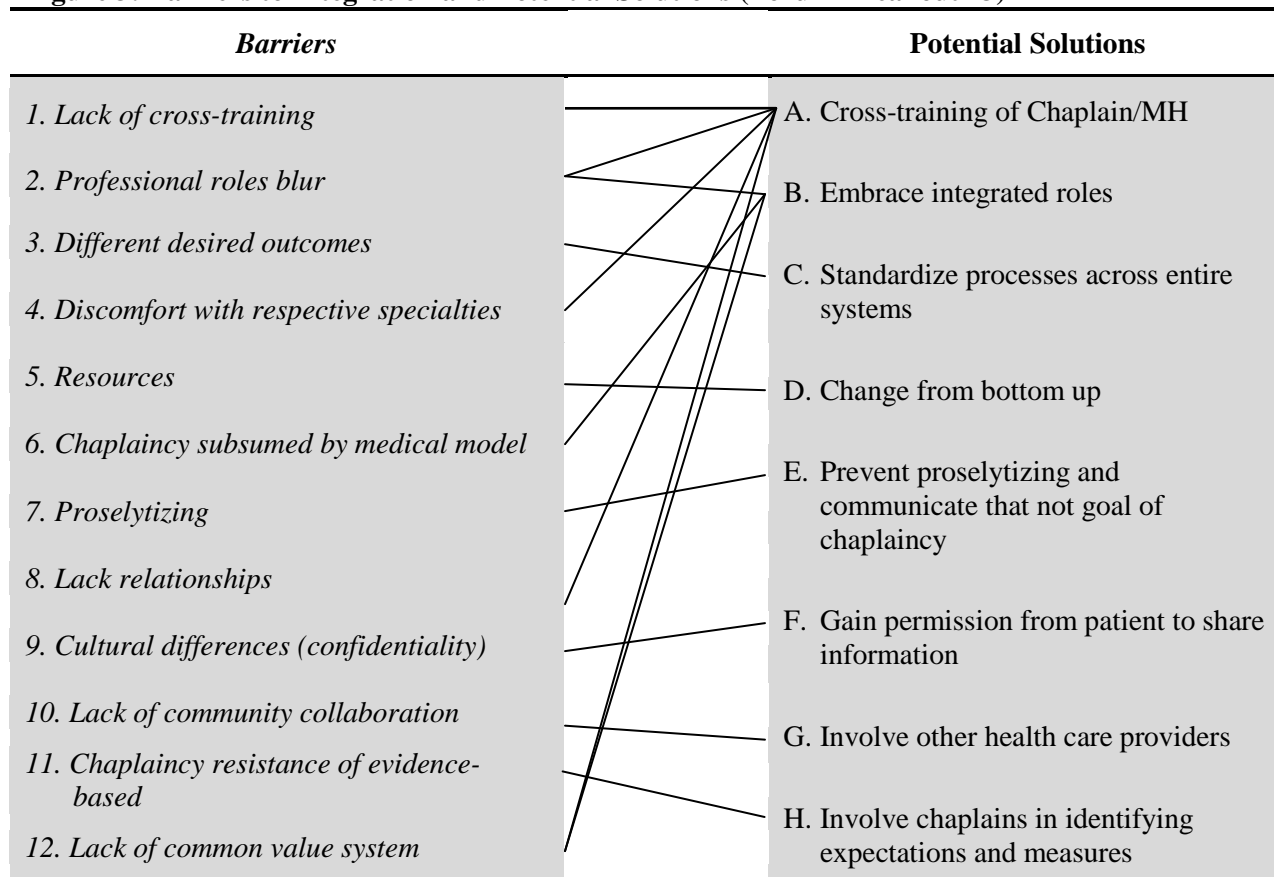 Barriers
Potential Solutions
1. Lack of cross-training
2. Professional roles blur
3. Different desired outcomes
4. Discomfort with respective specialties
5. Resources
6. Chaplaincy subsumed by medical model
7. Proselytizing
8. Lack relationships
9. Cultural differences (confidentiality)
10. Lack of community collaboration
11. Chaplaincy resistance of evidence-
based
12. Lack of common value system
A. Cross-training of Chaplain/MH
B. Embrace integrated roles
C. Standardize processes across entire
systems
D. Change from bottom up
E. Prevent proselytizing and
communicate that not goal of
chaplaincy
F. Gain permission from patient to share
information
G. Involve other health care providers
H. Involve chaplains in identifying
expectations and measures